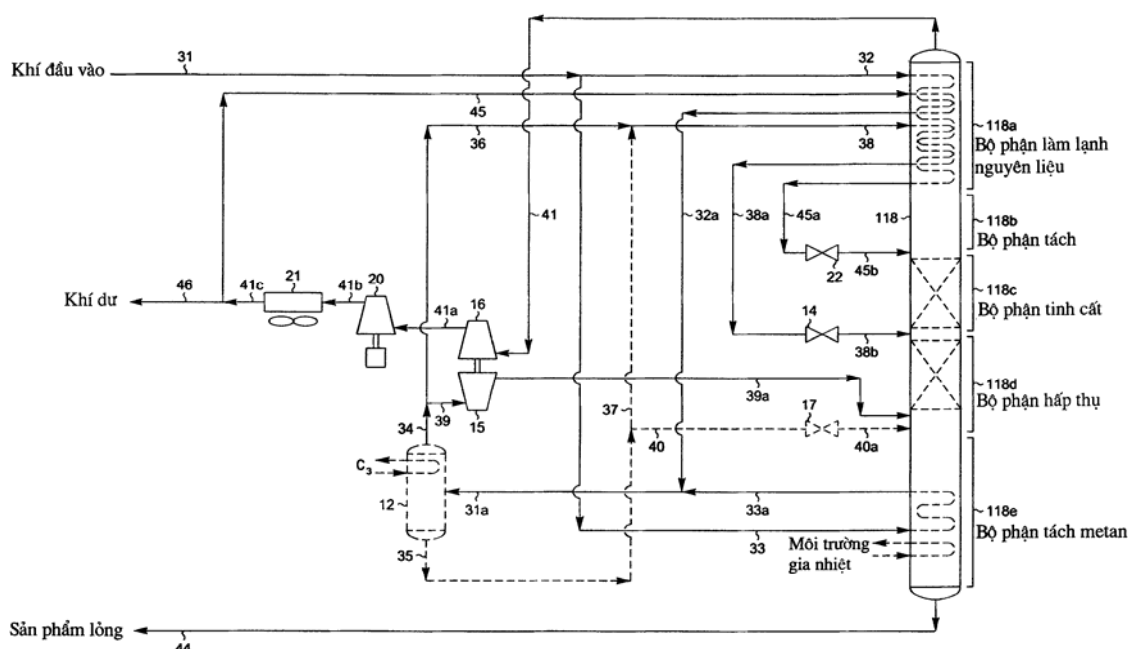 31
32
Khí đầu vào
45
36
38
118a
Bộ phận làm lạnh
nguyên liệu
41
32a
38a
45a
118
118b
Bộ phận tách
22
45b
46
41c
21
41b
20
41a
16
Khí dư
118c
Bộ phận tinh cất
14
38b
118d
Bộ phận hấp thụ
39
15
39a
37
17
34
40
40a
C₃
12
31a
33a
118e
Bộ phận tách metan
35
33
Môi trường
gia nhiệt
Sản phẩm lỏng
44